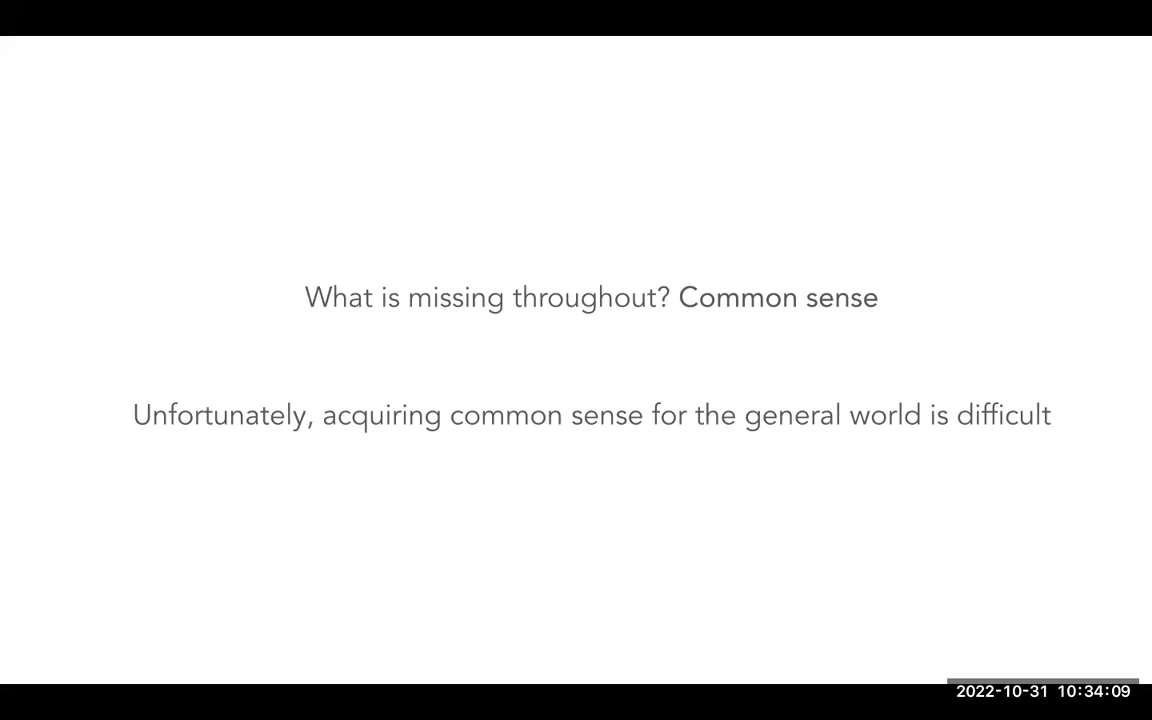 What is missing throughout? Common sense
Unfortunately, acquiring common sense for the general world is difficult
2022-10-31 10:34:09